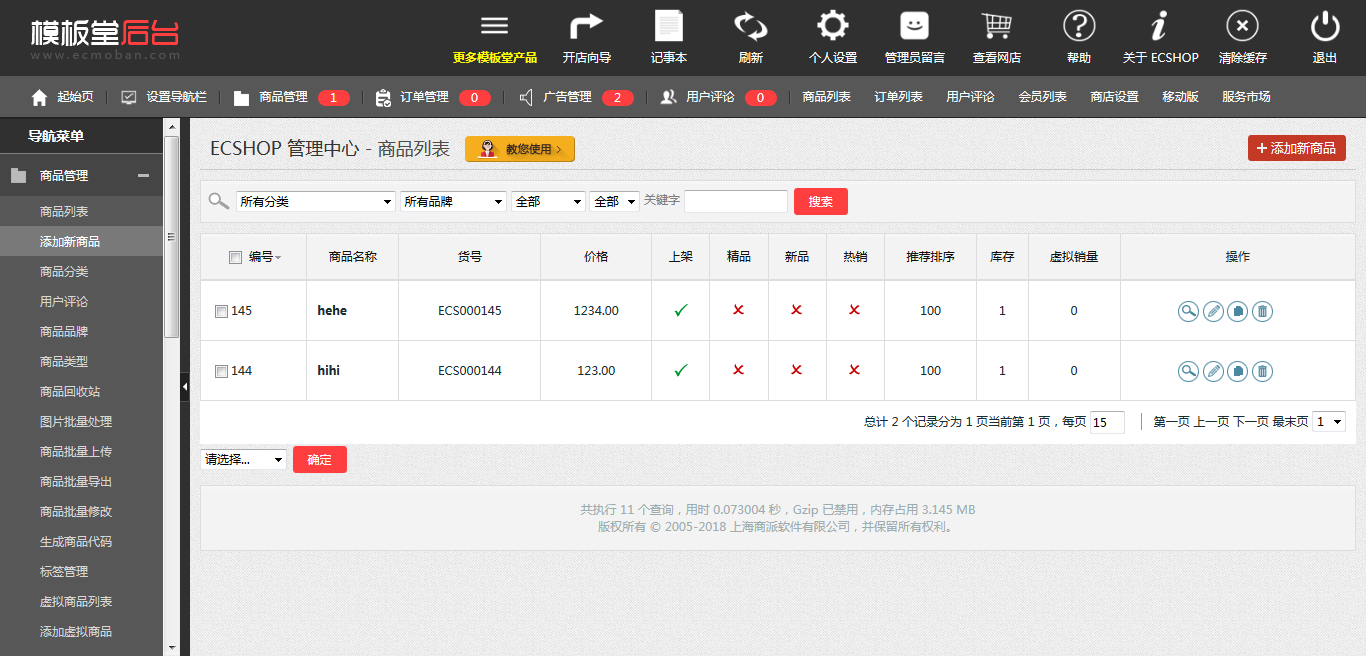 模板堂后台
www.ecmoban.com
更多模板堂产品 开店向导 记事本 刷新 个人设置 管理员留言 查看网店 帮助 关于 ECSHOP 清除缓存 退出
起始页 设置导航栏 商品管理 1 订单管理 0 广告管理 2 用户评论 0 商品列表 订单列表 用户评论 会员列表 商店设置 移动版 服务市场
导航菜单
商品管理
商品列表
添加新商品
商品分类
用户评论
商品品牌
商品类型
商品回收站
图片批量处理
商品批量上传
商品批量导出
商品批量修改
生成商品代码
标签管理
虚拟商品列表
添加虚拟商品
ECSHOP 管理中心 - 商品列表 教您使用 > +添加新商品
所有分类 所有品牌 全部 全部 关键字 搜索
编号 商品名称 货号 价格 上架 精品 新品 热销 推荐排序 库存 虚拟销量 操作
145 hehe ECS000145 1234.00 100 1 0
144 hihi ECS000144 123.00 100 1 0
总计 2 个记录分为 1 页当前第 1 页，每页 15 第一页 上一页 下一页 最末页 1
请选择... 确定
共执行 11 个查询，用时 0.073004 秒，Gzip 已禁用，内存占用 3.145 MB
版权所有 © 2005-2018 上海商派软件有限公司，并保留所有权利。